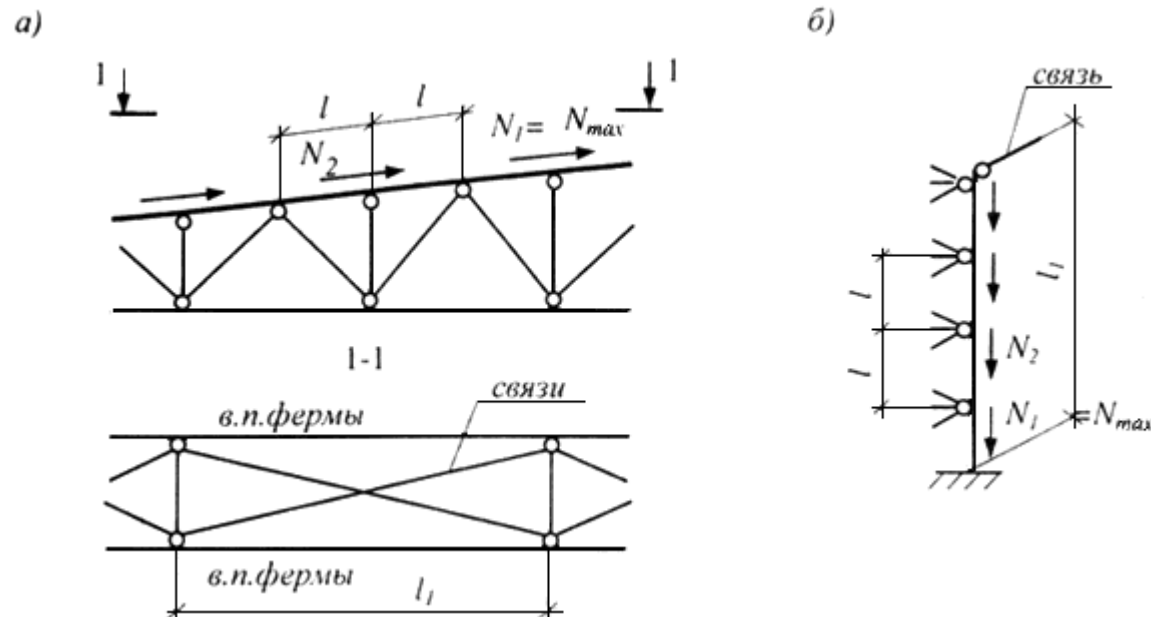 а)
1
1
l
l
N1= Nmax
N2
1-1
связи
в.п.фермы
в.п.фермы
l1
б)
связь
l1
l
l
N2
N1
=Nmax